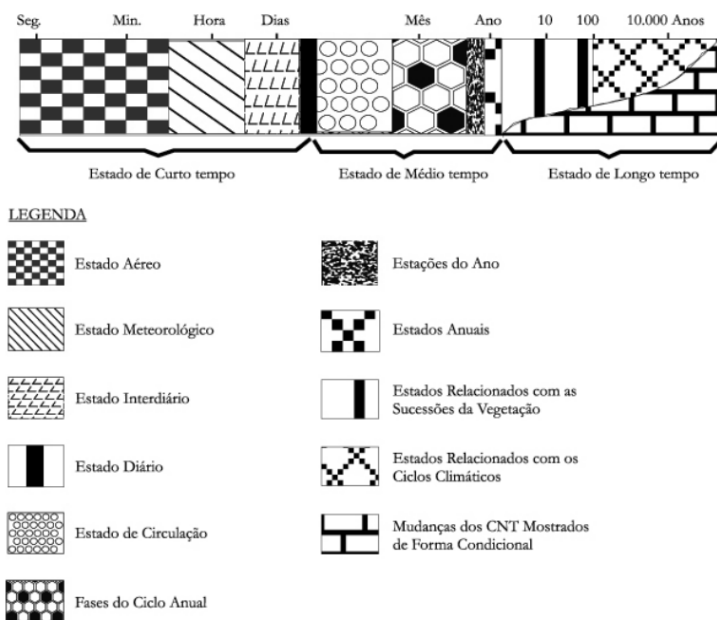 Seg. Min. Hora Dias Mês Ano 10 100 10.000 Anos
Estado de Curto tempo Estado de Médio tempo Estado de Longo tempo
LEGENDA
Estado Aéreo
Estado Meteorológico
Estado Interdiário
Estado Diário
Estado de Circulação
Fases do Ciclo Anual
Estações do Ano
Estados Anuais
Estados Relacionados com as
Sucessões da Vegetação
Estados Relacionados com os
Ciclos Climáticos
Mudanças dos CNT Mostrados
de Forma Condicional